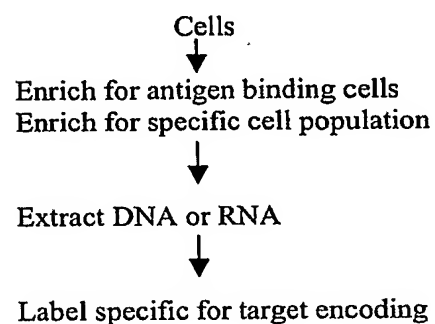 Cells
Enrich for antigen binding cells
Enrich for specific cell population
Extract DNA or RNA
Label specific for target encoding